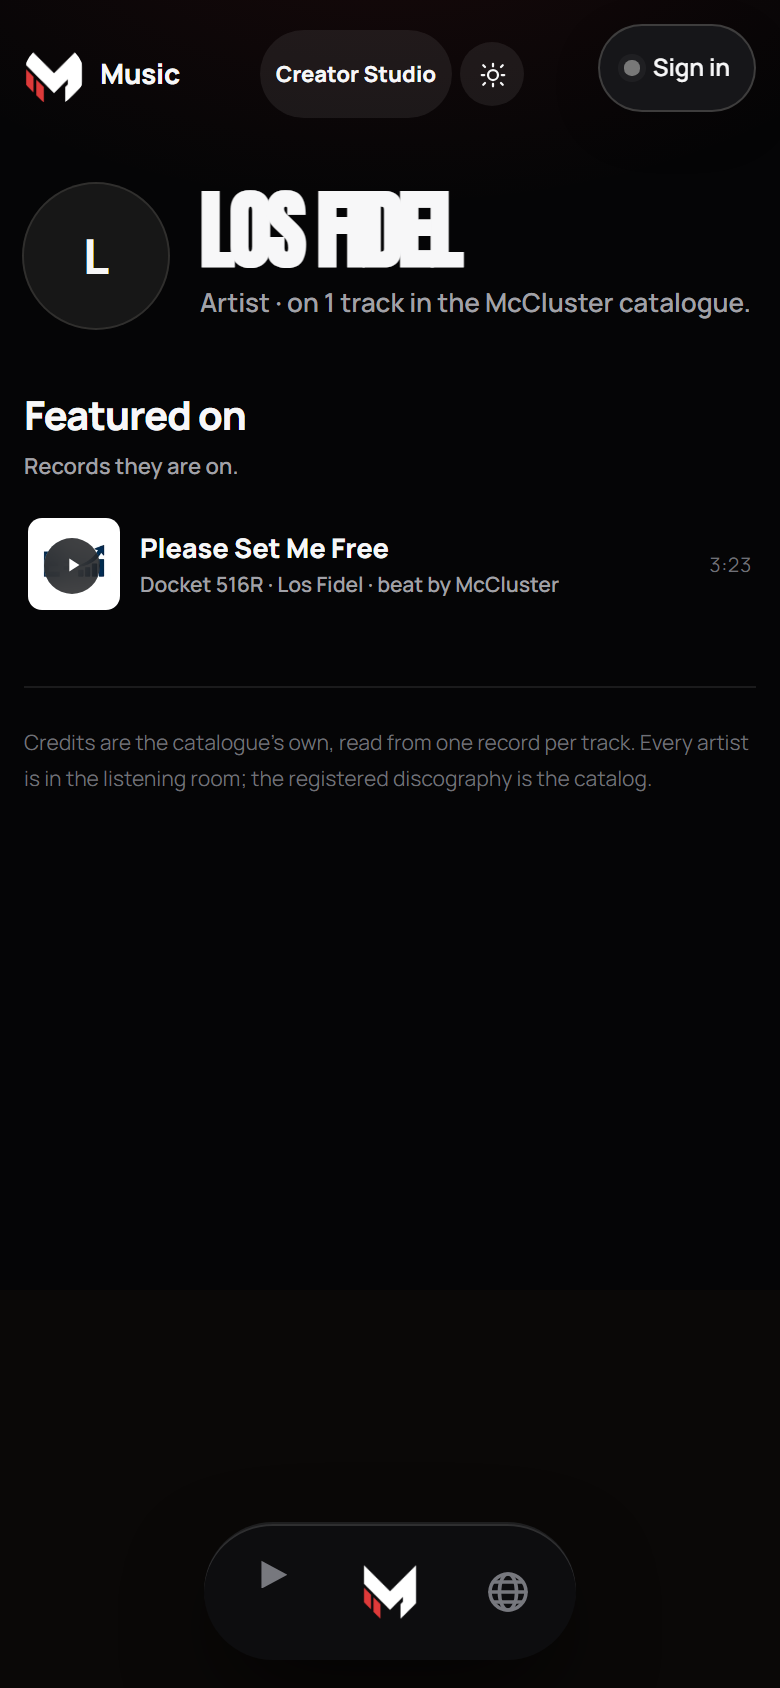 Music
Creator Studio
Sign in
L
LOS FIDEL
Artist · on 1 track in the McCluster catalogue.
Featured on
Records they are on.
Please Set Me Free
Docket 516R · Los Fidel · beat by McCluster
3:23
Credits are the catalogue's own, read from one record per track. Every artist
is in the listening room; the registered discography is the catalog.